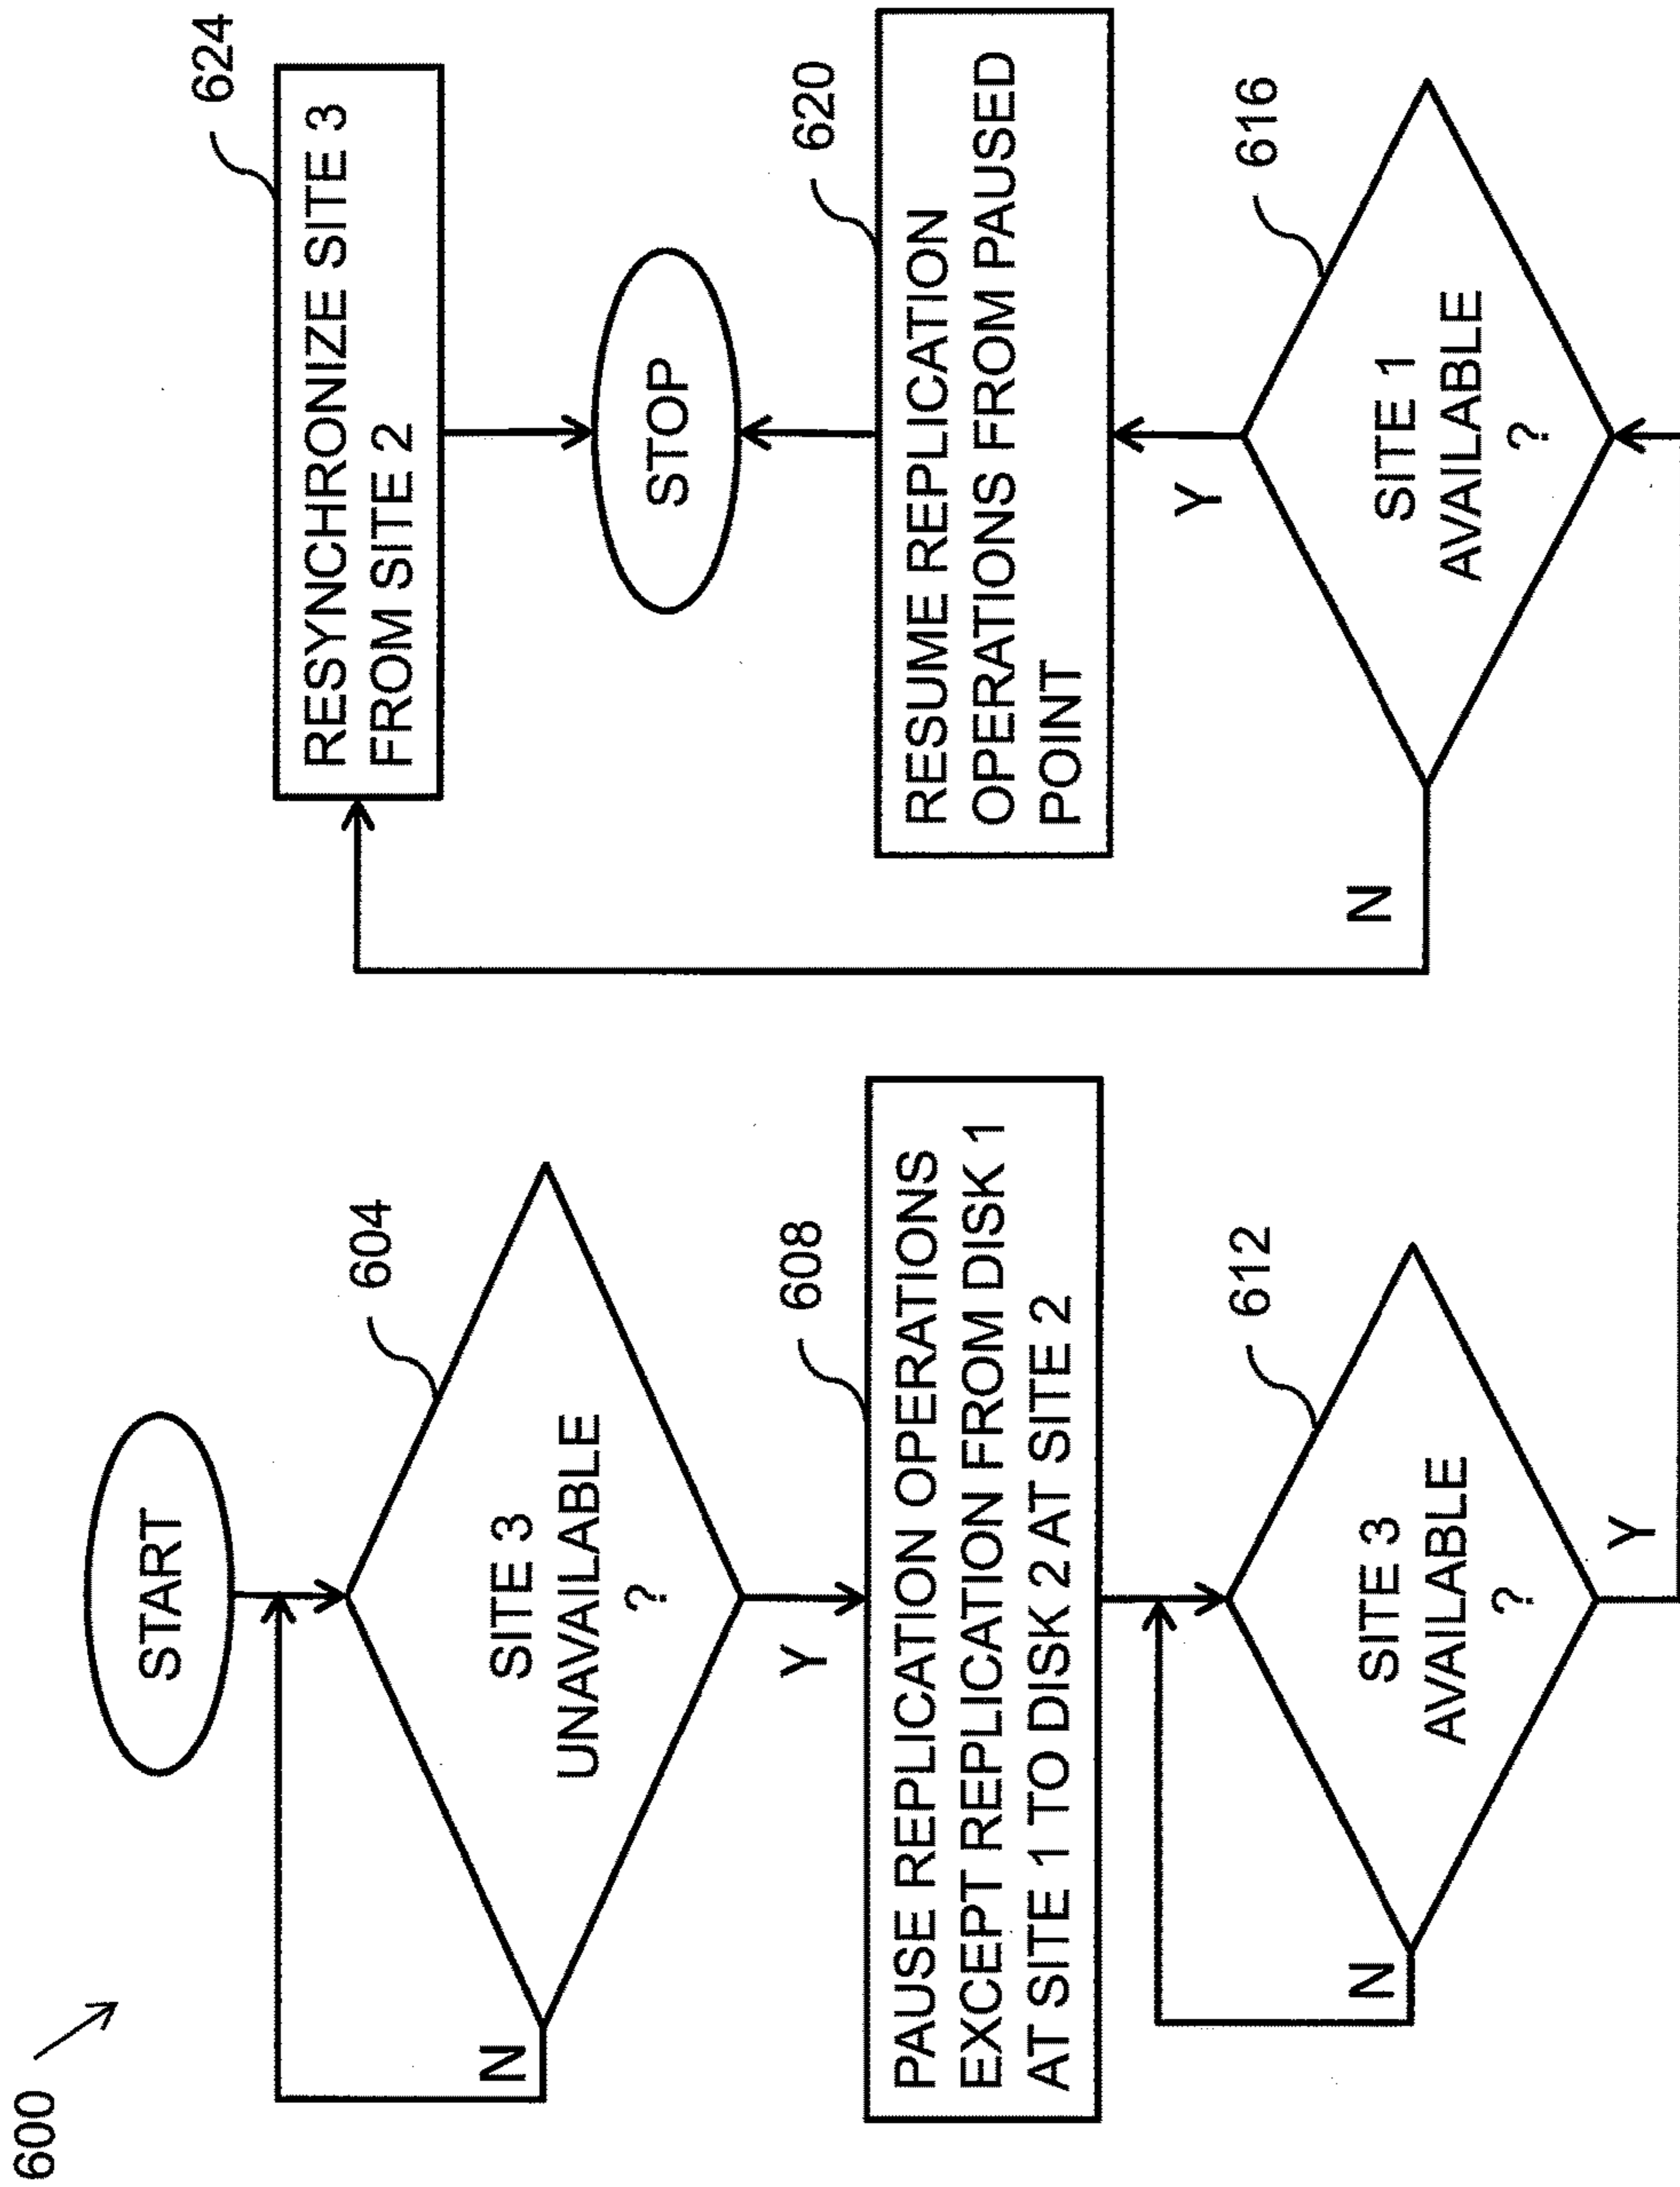 600
START
604
SITE 3
UNAVAILABLE
?
N
Y
608
PAUSE REPLICATION OPERATIONS
EXCEPT REPLICATION FROM DISK 1
AT SITE 1 TO DISK 2 AT SITE 2
612
SITE 3
AVAILABLE
?
N
Y
624
RESYNCHRONIZE SITE 3
FROM SITE 2
STOP
620
RESUME REPLICATION
OPERATIONS FROM PAUSED
POINT
Y
616
SITE 1
AVAILABLE
?
N